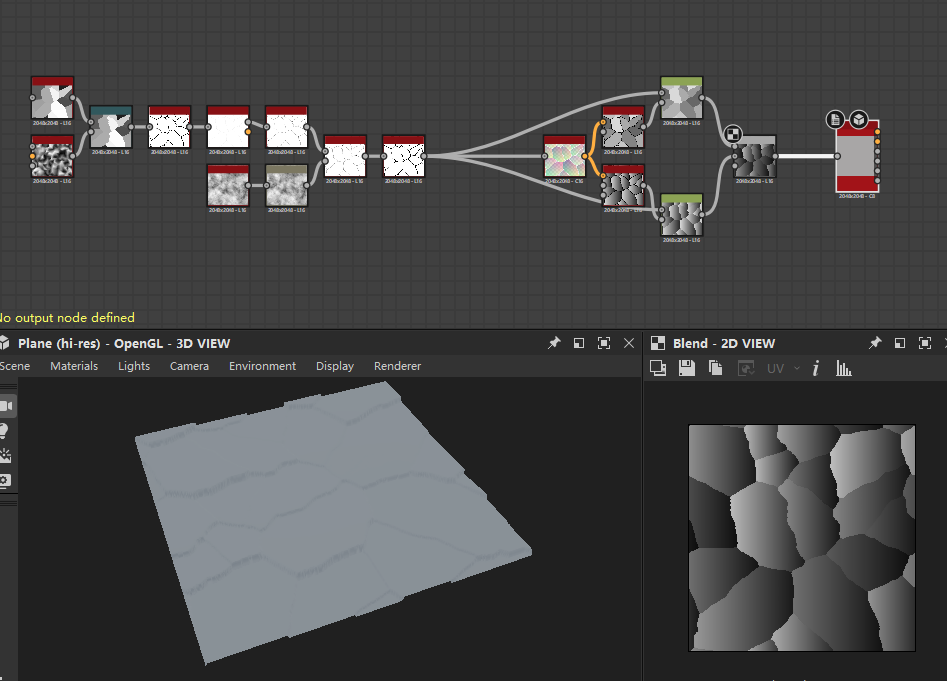 2048x2048 - L16
2048x2048 - L16
2048x2048 - L16
2048x2048 - L16
2048x2048 - L16
2048x2048 - L16
2048x2048 - L16
2048x2048 - L16
2048x2048 - L16
2048x2048 - L16
2048x2048 - L16
2048x2048 - C16
2048x2048 - L16
2048x2048 - L16
2048x2048 - L16
2048x2048 - L16
2048x2048 - L16
2048x2048 - C8
No output node defined
Plane (hi-res) - OpenGL - 3D VIEW
Scene Materials Lights Camera Environment Display Renderer
Blend - 2D VIEW
UV